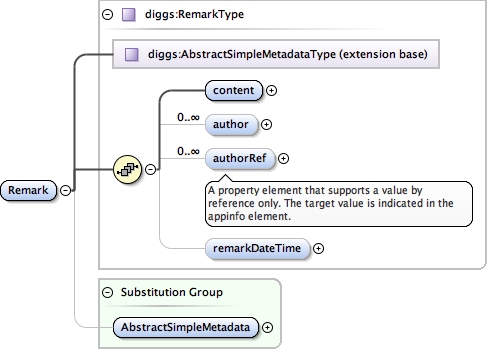 diggs:RemarkType
diggs:AbstractSimpleMetadataType (extension base)
content
0..∞
author
0..∞
authorRef
A property element that supports a value by
reference only. The target value is indicated in the
appinfo element.
Remark
remarkDateTime
Substitution Group
AbstractSimpleMetadata